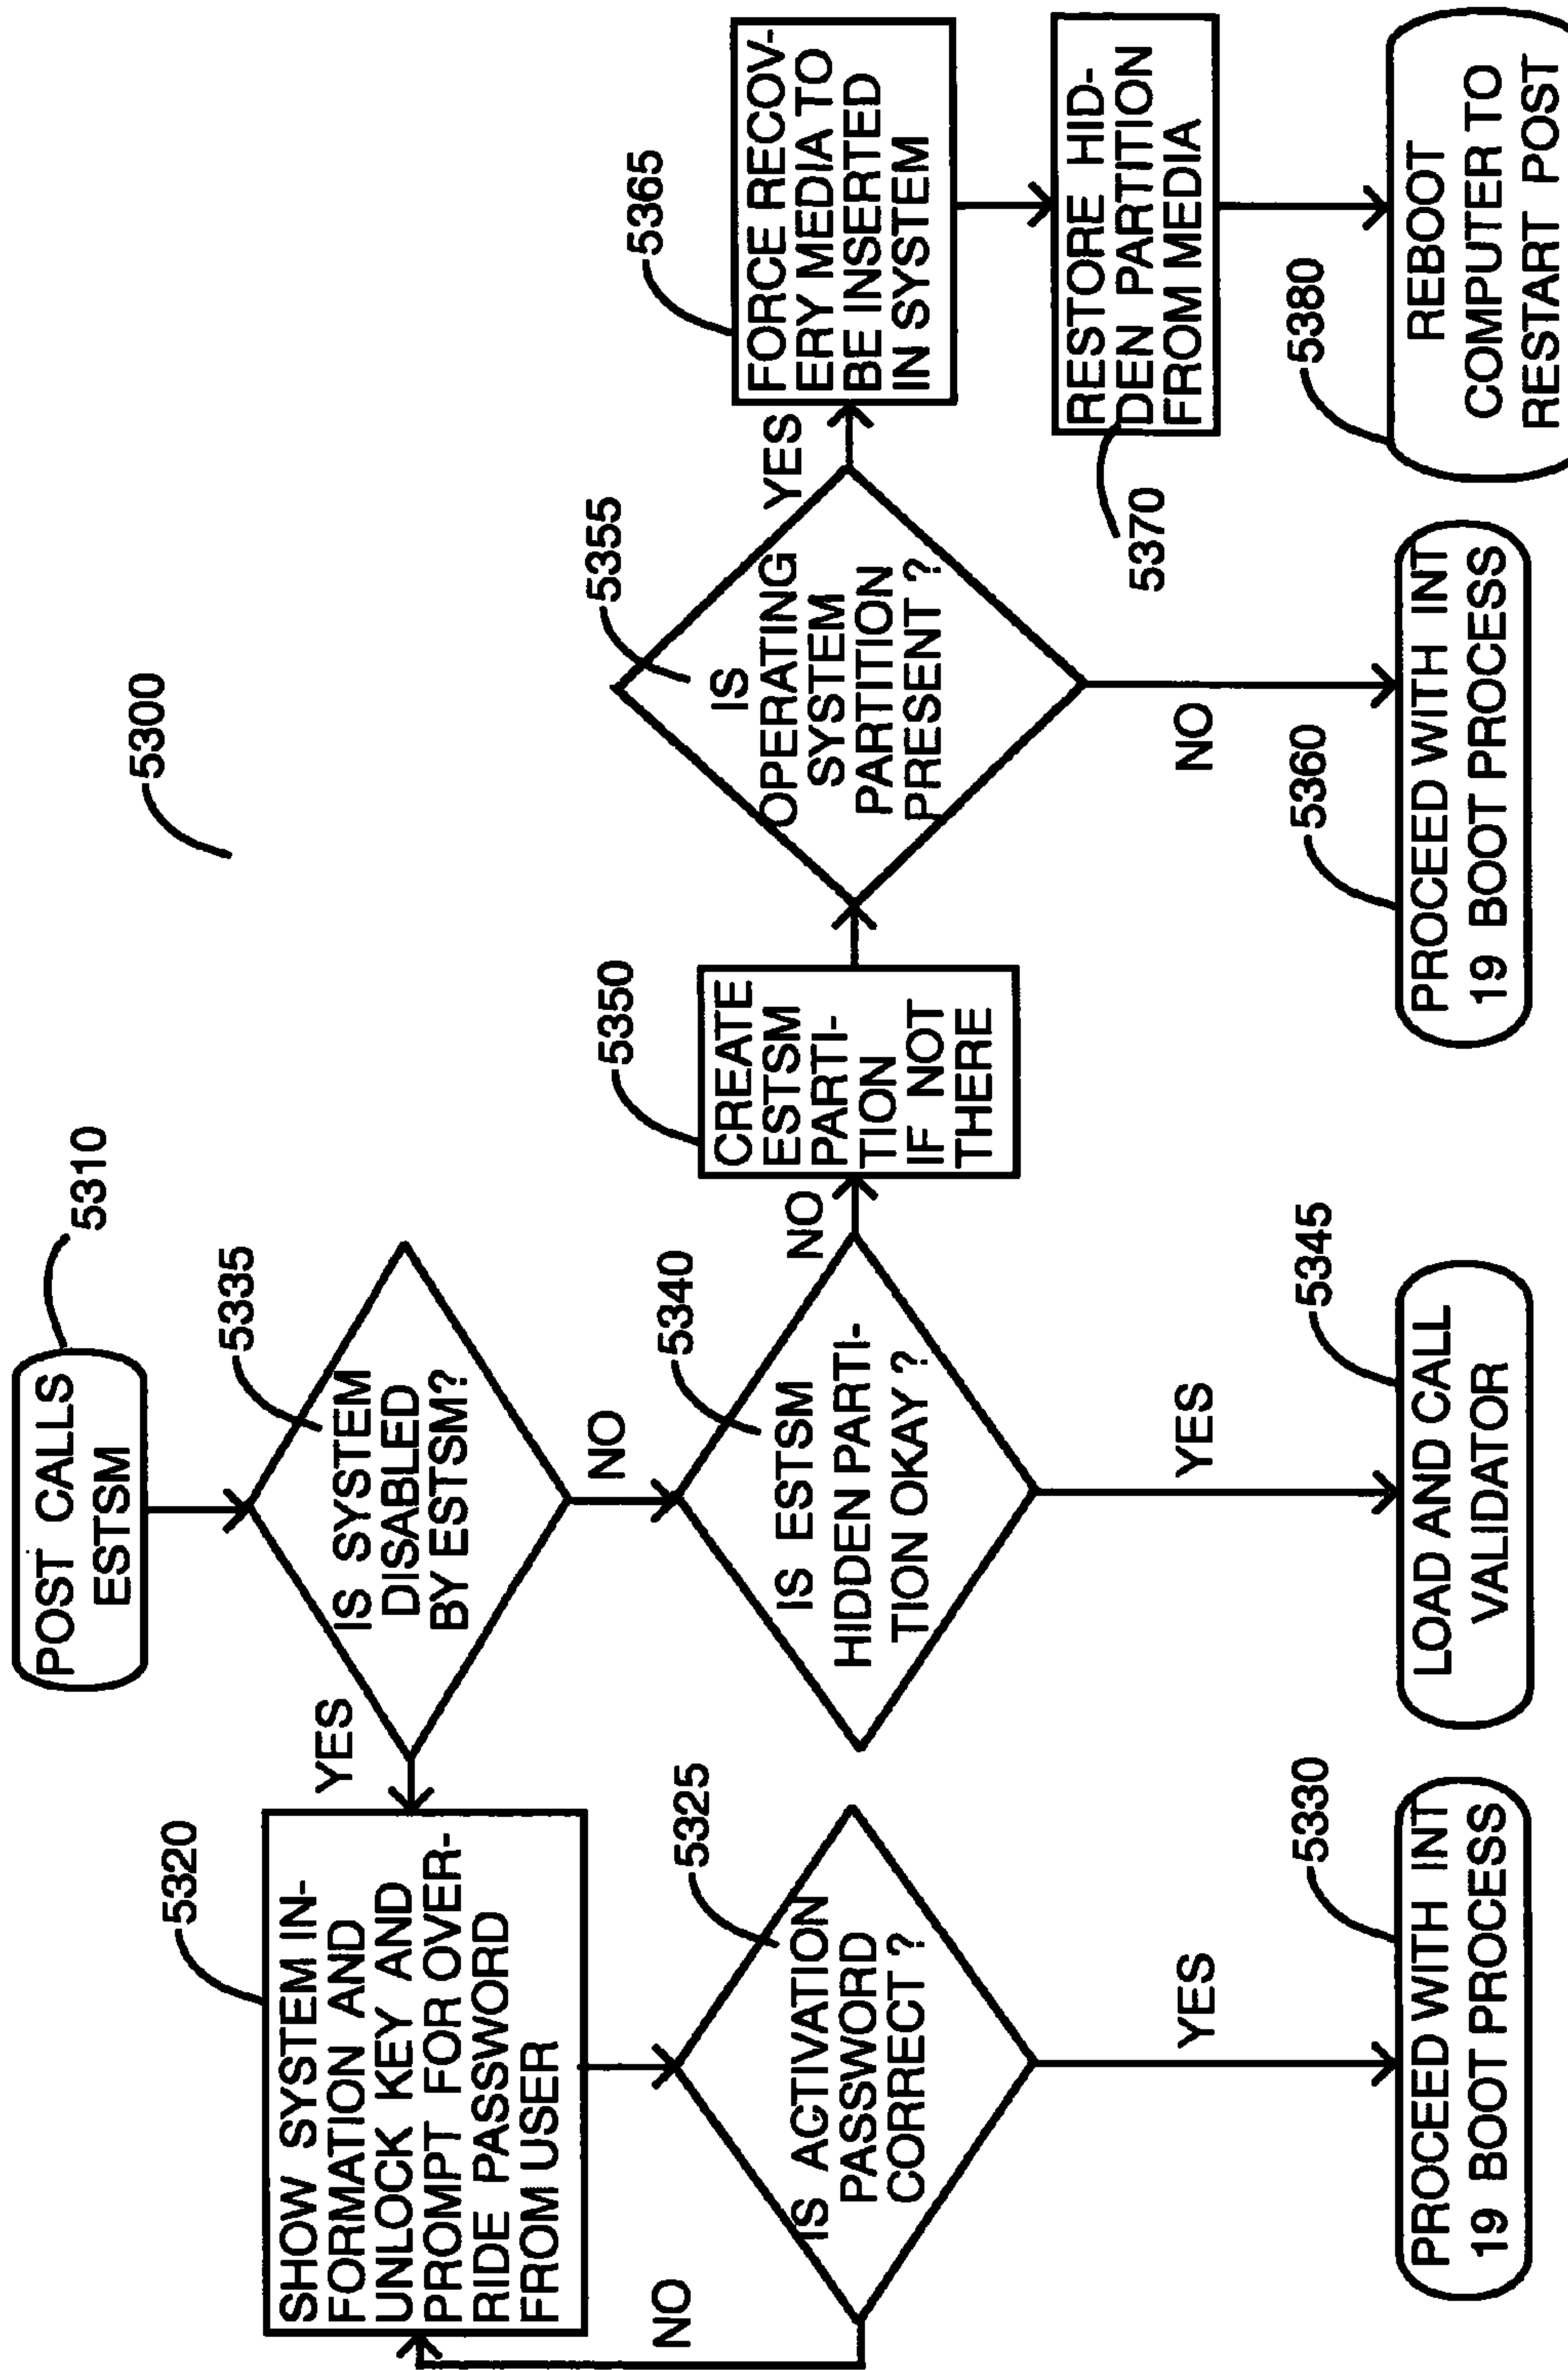 5300
POST CALLS
ESTSM
5310
IS SYSTEM
DISABLED
BY ESTSM?
5335
YES
NO
5320
SHOW SYSTEM IN-
FORMATION AND
UNLOCK KEY AND
PROMPT FOR OVER-
RIDE PASSWORD
FROM USER
5325
IS ACTIVATION
PASSWORD
CORRECT ?
NO
YES
5330
PROCEED WITH INT
19 BOOT PROCESS
5340
IS ESTSM
HIDDEN PARTI-
TION OKAY ?
NO
YES
5345
LOAD AND CALL
VALIDATOR
5350
CREATE
ESTSM
PARTI-
TION
IF NOT
THERE
5355
IS
OPERATING
SYSTEM
PARTITION
PRESENT ?
YES
NO
5360
PROCEED WITH INT
19 BOOT PROCESS
5365
FORCE RECOV-
ERY MEDIA TO
BE INSERTED
IN SYSTEM
5370
RESTORE HID-
DEN PARTITION
FROM MEDIA
5380
REBOOT
COMPUTER TO
RESTART POST